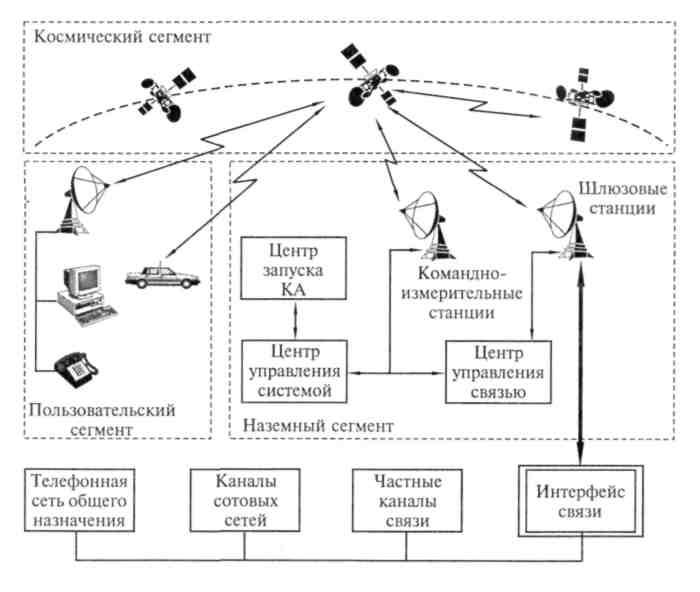 Космический сегмент
Шлюзовые
станции
Центр
запуска
КА
Командно-
измерительные
станции
Центр
управления
системой
Центр
управления
связью
Пользовательский
сегмент
Наземный сегмент
Телефонная
сеть общего
назначения
Каналы
сотовых
сетей
Частные
каналы
связи
Интерфейс
связи